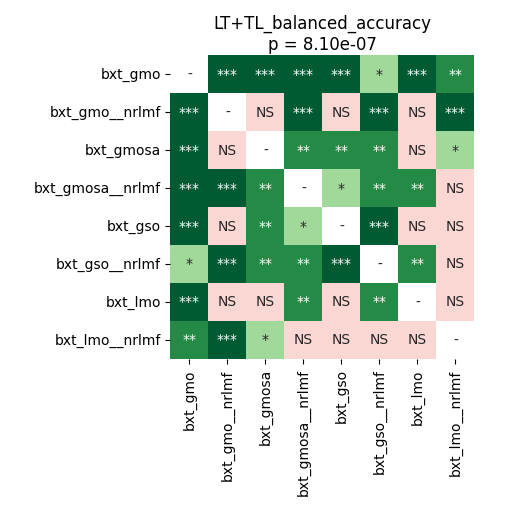 LT+TL_balanced_accuracy
p = 8.10e-07
bxt_gmo - *** *** *** *** * *** **
bxt_gmo__nrlmf *** - NS *** NS *** NS ***
bxt_gmosa *** NS - ** ** ** NS *
bxt_gmosa__nrlmf *** *** ** - * ** ** NS
bxt_gso *** NS ** * - *** NS NS
bxt_gso__nrlmf * *** ** ** *** - ** NS
bxt_lmo *** NS NS ** NS ** - NS
bxt_lmo__nrlmf ** *** * NS NS NS NS -
bxt_gmo
bxt_gmo__nrlmf
bxt_gmosa
bxt_gmosa__nrlmf
bxt_gso
bxt_gso__nrlmf
bxt_lmo
bxt_lmo__nrlmf